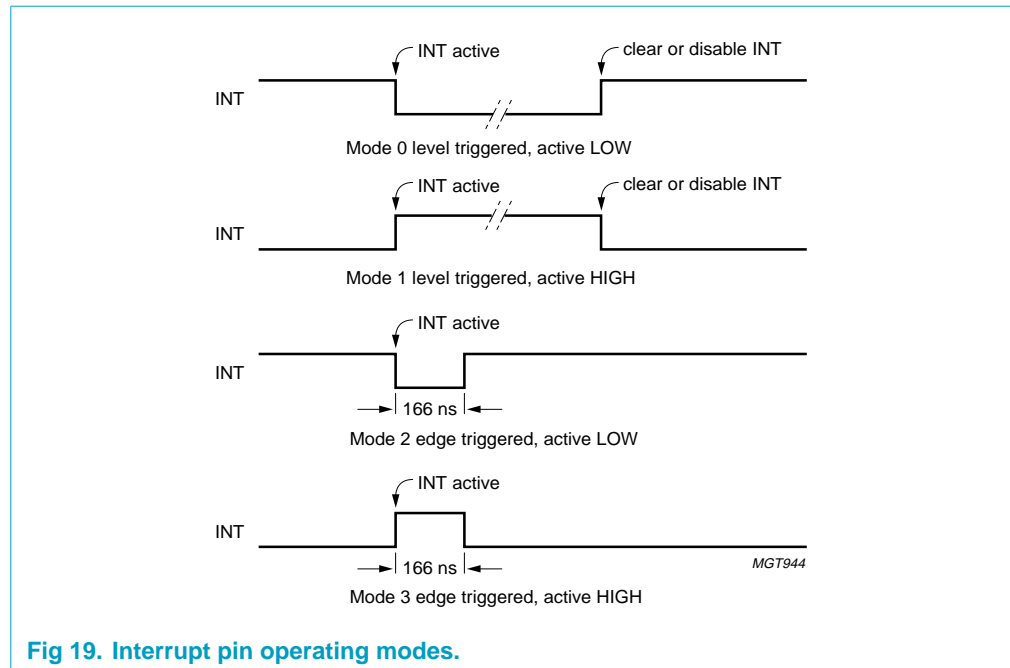 INT active
clear or disable INT
INT
Mode 0 level triggered, active LOW
INT active
clear or disable INT
INT
Mode 1 level triggered, active HIGH
INT active
INT
166 ns
Mode 2 edge triggered, active LOW
INT active
INT
166 ns
MGT944
Mode 3 edge triggered, active HIGH
Fig 19. Interrupt pin operating modes.